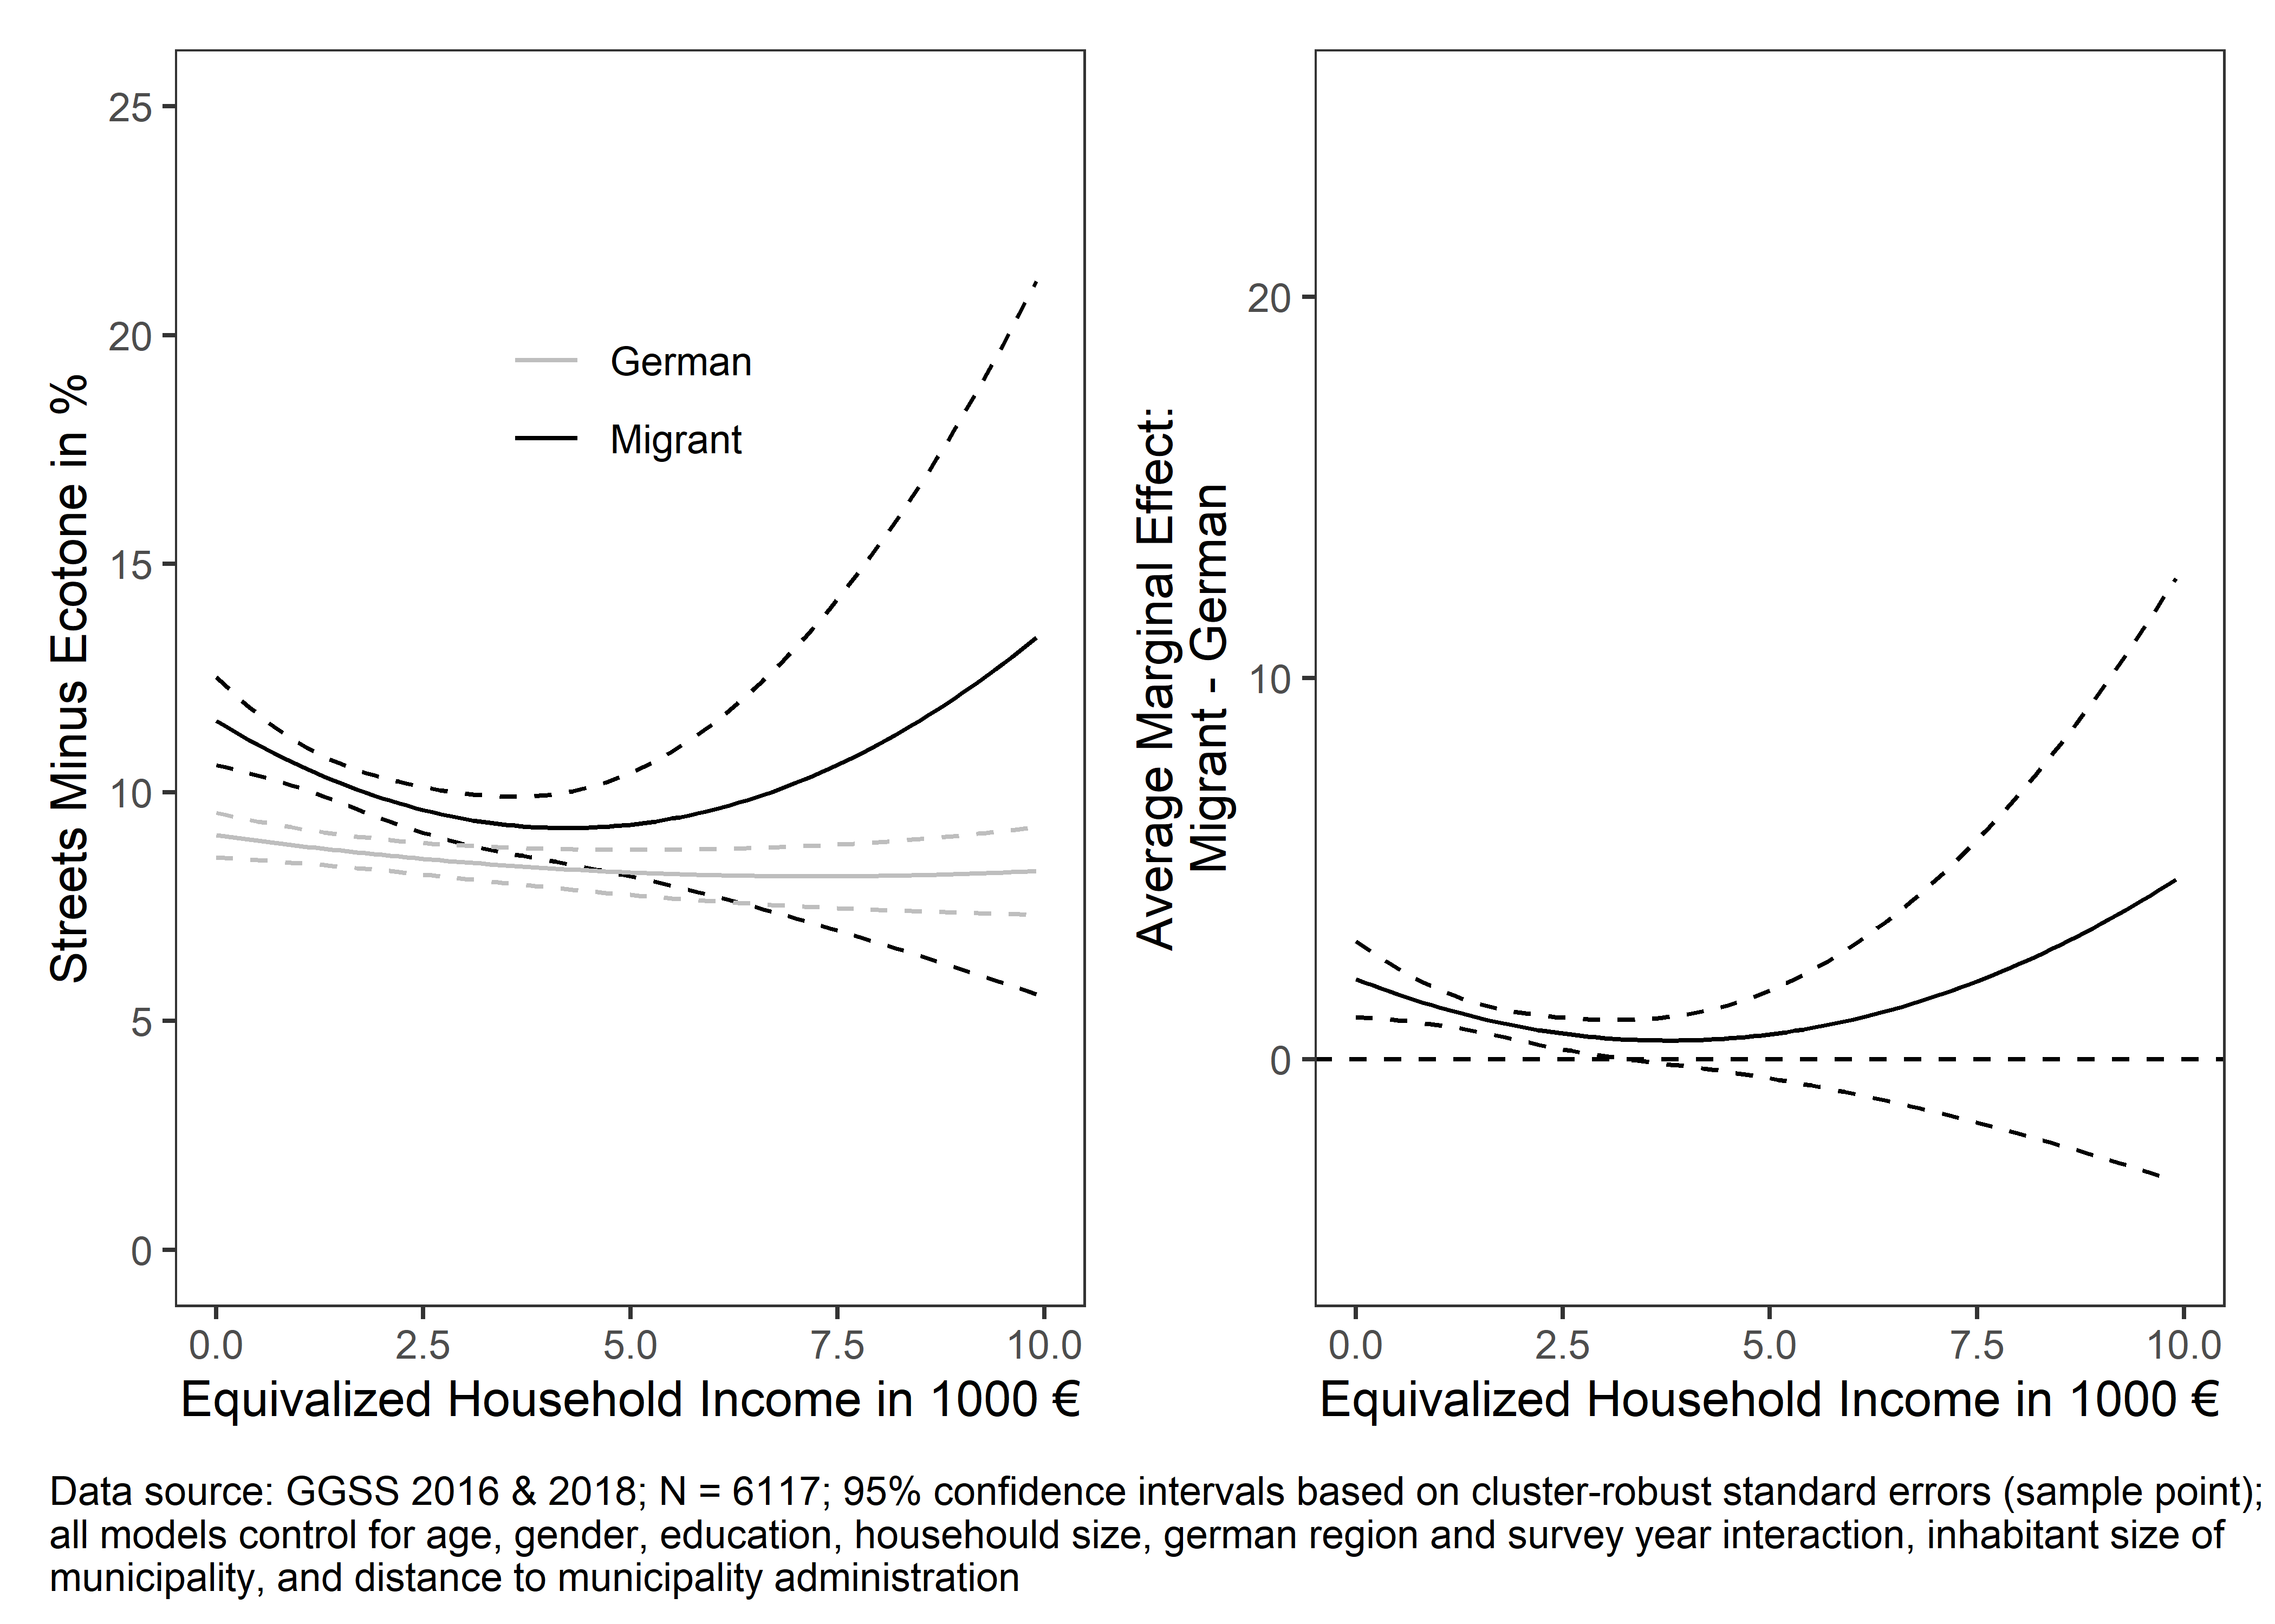 25
20
15
10
5
0
Streets Minus Ecotone in %
German
Migrant
0.0 2.5 5.0 7.5 10.0
Equivalized Household Income in 1000 €
20
10
0
Average Marginal Effect:
Migrant - German
0.0 2.5 5.0 7.5 10.0
Equivalized Household Income in 1000 €
Data source: GGSS 2016 & 2018; N = 6117; 95% confidence intervals based on cluster-robust standard errors (sample point);
all models control for age, gender, education, househould size, german region and survey year interaction, inhabitant size of
municipality, and distance to municipality administration